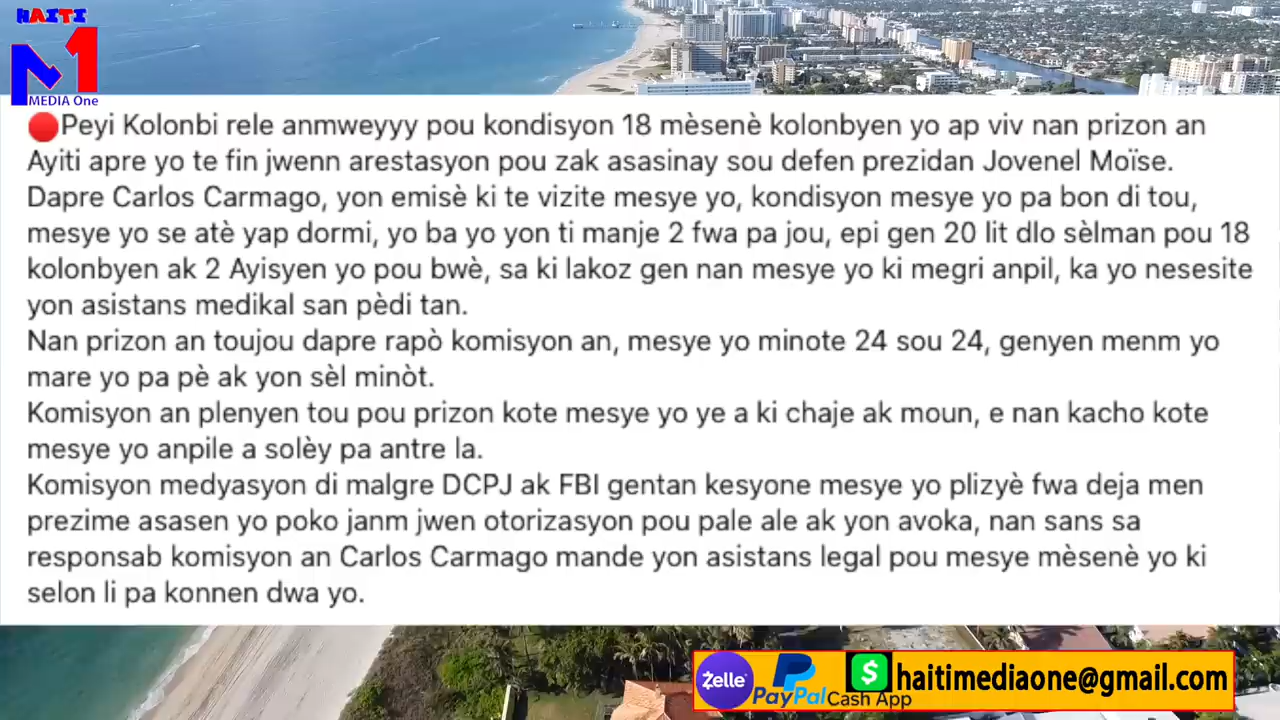 HAITI
M1
MEDIA One
🔴Peyi Kolonbi rele anmweyyy pou kondisyon 18 mèsenè kolonbyen yo ap viv nan prizon an
Ayiti apre yo te fin jwenn arestasyon pou zak asasinay sou defen prezidan Jovenel Moïse.
Dapre Carlos Carmago, yon emisè ki te vizite mesye yo, kondisyon mesye yo pa bon di tou,
mesye yo se atè yap dormi, yo ba yo yon ti manje 2 fwa pa jou, epi gen 20 lit dlo sèlman pou 18
kolonbyen ak 2 Ayisyen yo pou bwè, sa ki lakoz gen nan mesye yo ki megri anpil, ka yo nesesite
yon asistans medikal san pèdi tan.
Nan prizon an toujou dapre rapò komisyon an, mesye yo minote 24 sou 24, genyen menm yo
mare yo pa pè ak yon sèl minòt.
Komisyon an plenyen tou pou prizon kote mesye yo ye a ki chaje ak moun, e nan kacho kote
mesye yo anpile a solèy pa antre la.
Komisyon medyasyon di malgre DCPJ ak FBI gentan kesyone mesye yo plizyè fwa deja men
prezime asasen yo poko janm jwen otorizasyon pou pale ale ak yon avoka, nan sans sa
responsab komisyon an Carlos Carmago mande yon asistans legal pou mesye mèsenè yo ki
selon li pa konnen dwa yo.
Zelle
PayPal
$
Cash App
haitimediaone@gmail.com